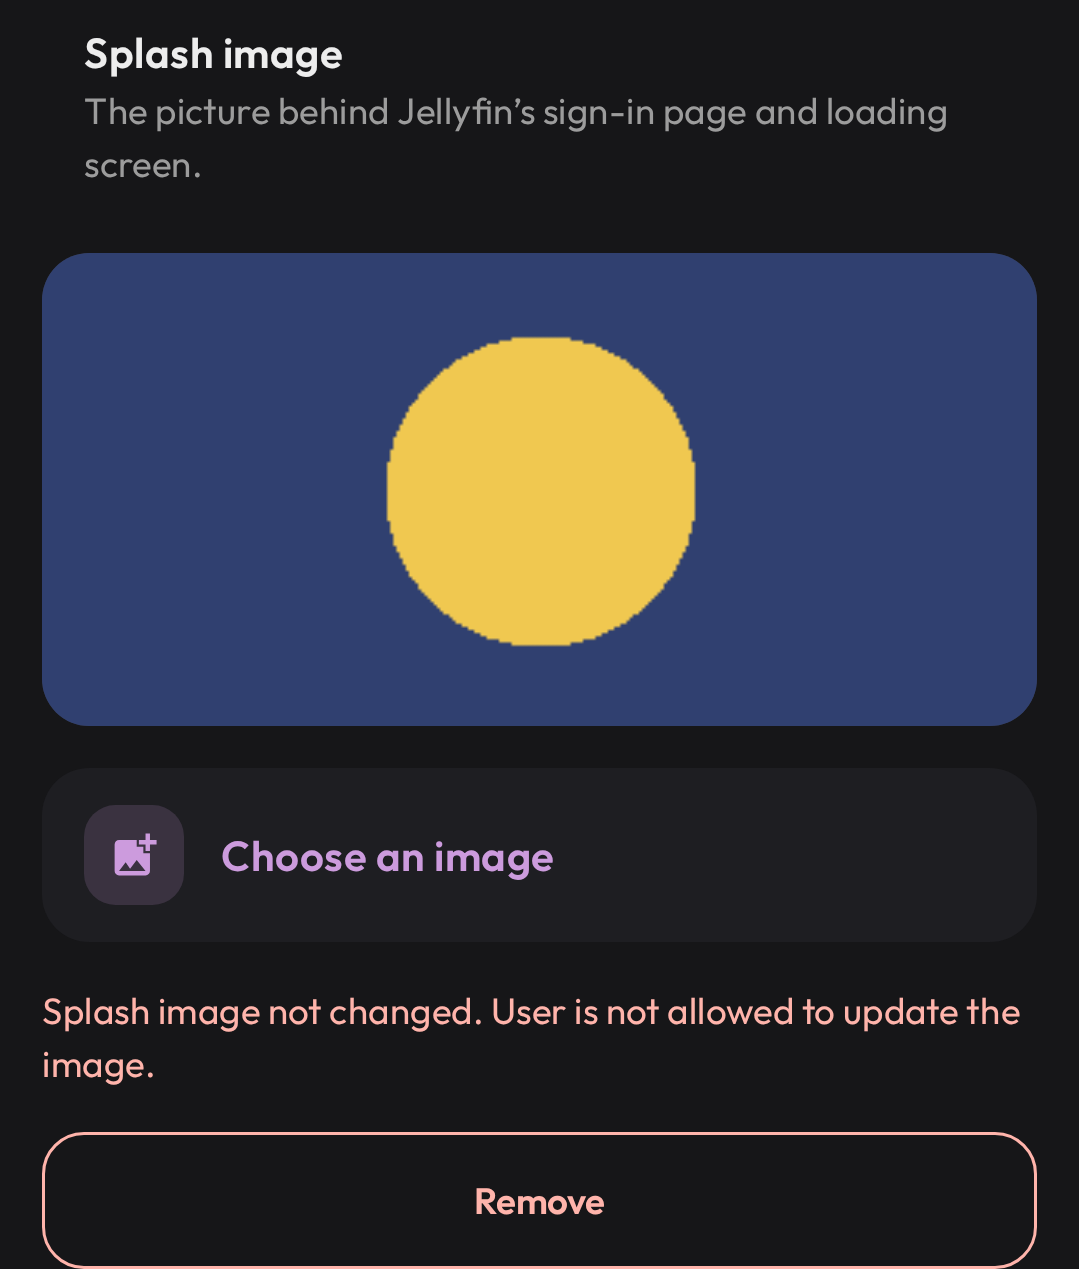 Splash image
The picture behind Jellyfin’s sign-in page and loading
screen.
Choose an image
Splash image not changed. User is not allowed to update the
image.
Remove